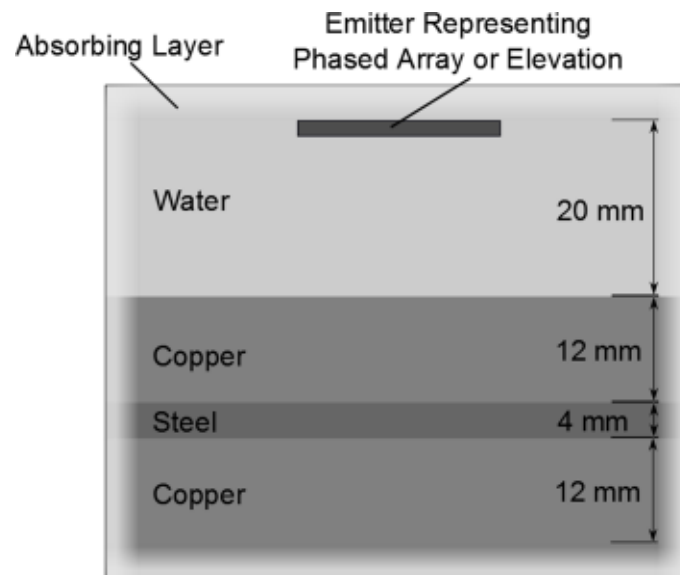 Emitter Representing
Phased Array or Elevation
Absorbing Layer
Water
20 mm
Copper
12 mm
Steel
4 mm
Copper
12 mm